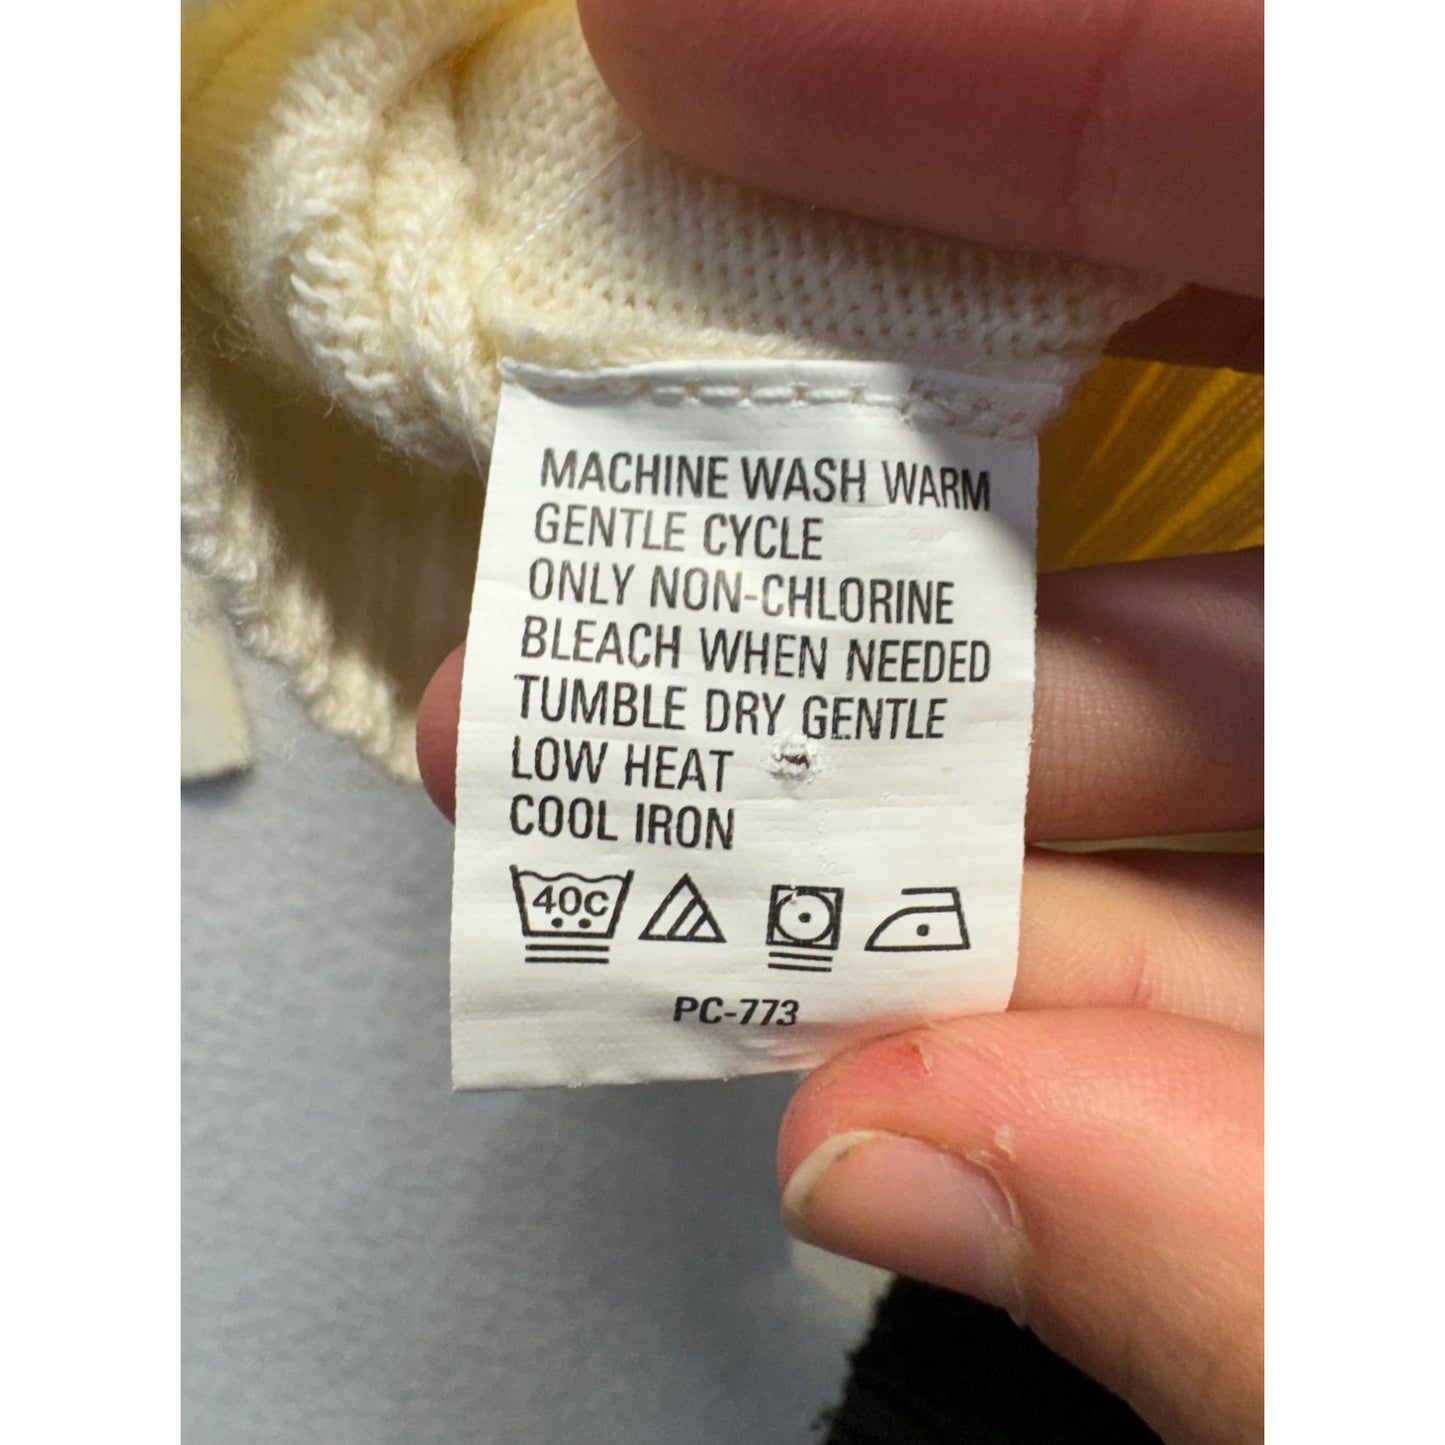 MACHINE WASH WARM
GENTLE CYCLE
ONLY NON-CHLORINE
BLEACH WHEN NEEDED
TUMBLE DRY GENTLE
LOW HEAT
COOL IRON
40C
PC-773